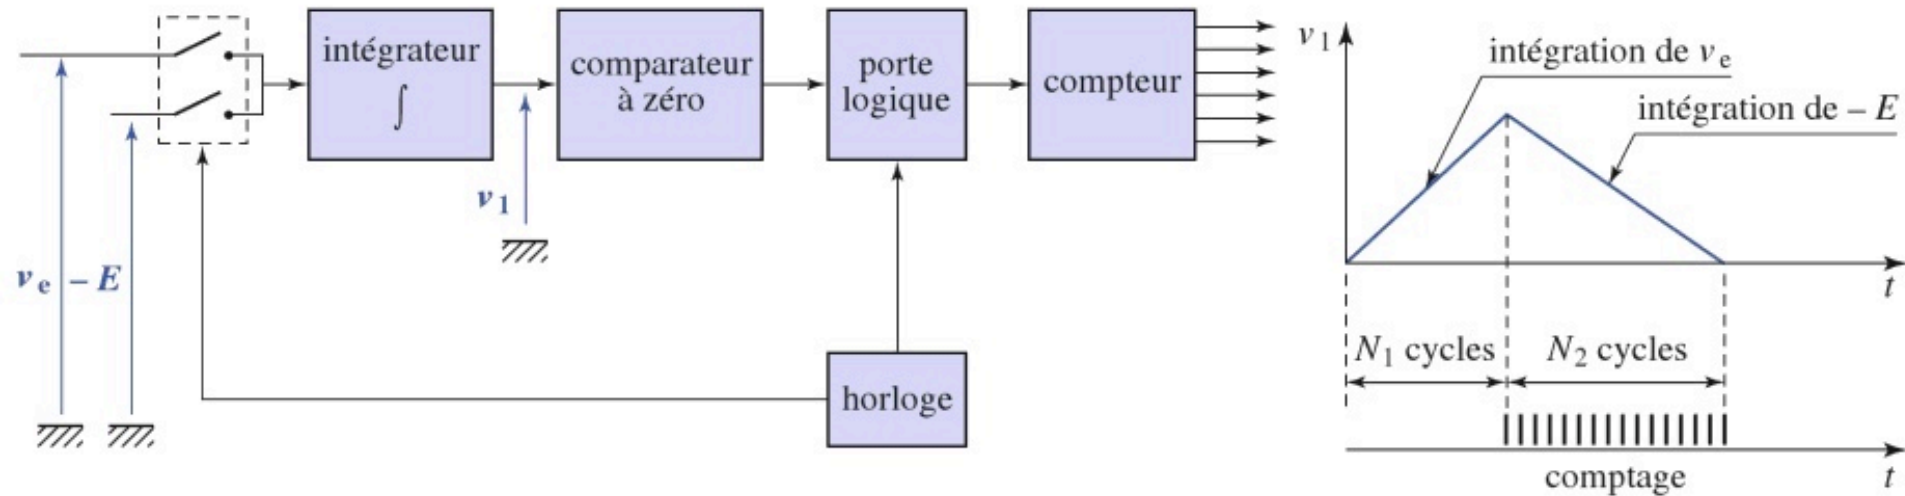 intégrateur
∫
comparateur
à zéro
porte
logique
compteur
v1
ve
– E
horloge
v1
intégration de ve
intégration de – E
t
N1 cycles
N2 cycles
comptage
t